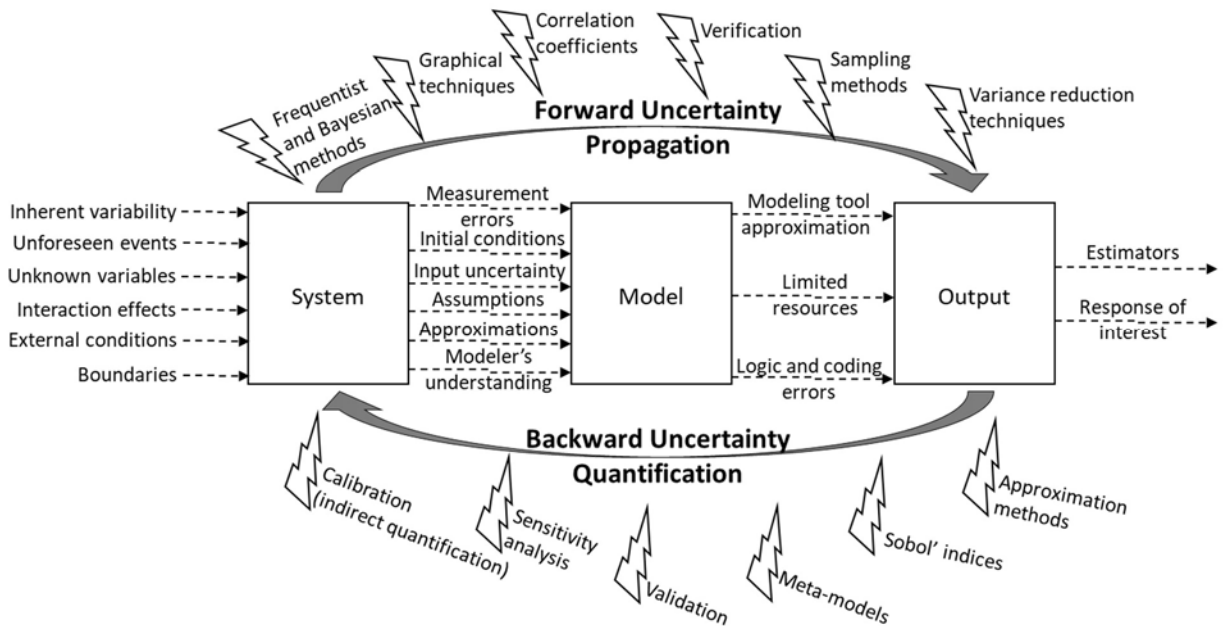 Correlation
coefficients
Verification
Graphical
techniques
Sampling
methods
Frequentist
and Bayesian
methods
Variance reduction
techniques
Forward Uncertainty
Propagation
Inherent variability
Unforeseen events
Unknown variables
Interaction effects
External conditions
Boundaries
System
Measurement
errors
Initial conditions
Input uncertainty
Assumptions
Approximations
Modeler's
understanding
Model
Modeling tool
approximation
Limited
resources
Logic and coding
errors
Output
Estimators
Response of
interest
Backward Uncertainty
Quantification
Calibration
(indirect quantification)
Sensitivity
analysis
Validation
Meta-models
Sobol' indices
Approximation
methods